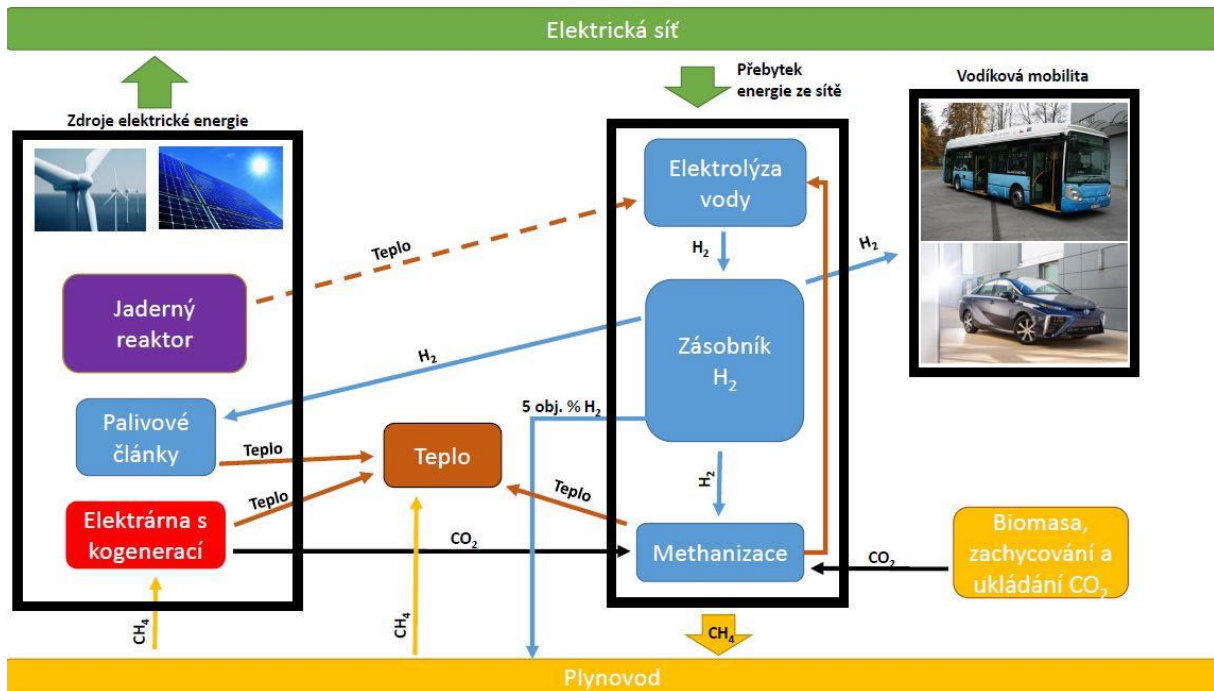 Elektrická síť
Přebytek
energie ze sítě
Vodíková mobilita
Zdroje elektrické energie
Elektrolýza
vody
Teplo
H₂
H₂
Jaderný
reaktor
Zásobník
H₂
H₂
5 obj. % H₂
Palivové
články
Teplo
Teplo
H₂
Teplo
Teplo
Elektrárna s
kogenerací
CO₂
Methanizace
CO₂
Biomasa,
zachycování a
ukládání CO₂
CH₄
CH₄
CH₄
Plynovod